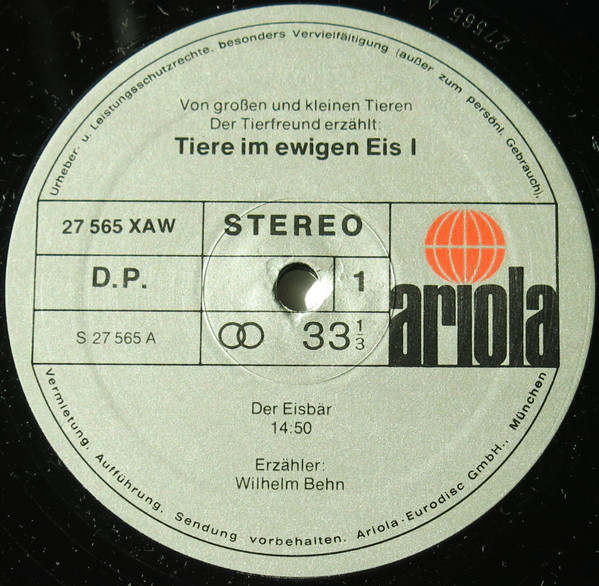 27565 A
Urheber- u. Leistungsschutzrechte, besonders Vervielfältigung (außer zum persönl. Gebrauch),
Von großen und kleinen Tieren
Der Tierfreund erzählt:
Tiere im ewigen Eis I
27 565 XAW
STEREO
D.P.
1
ariola
S 27 565 A
33 1/3
Der Eisbär
14:50
Erzähler:
Wilhelm Behn
Vermietung, Aufführung, Sendung vorbehalten. Ariola-Eurodisc GmbH., München